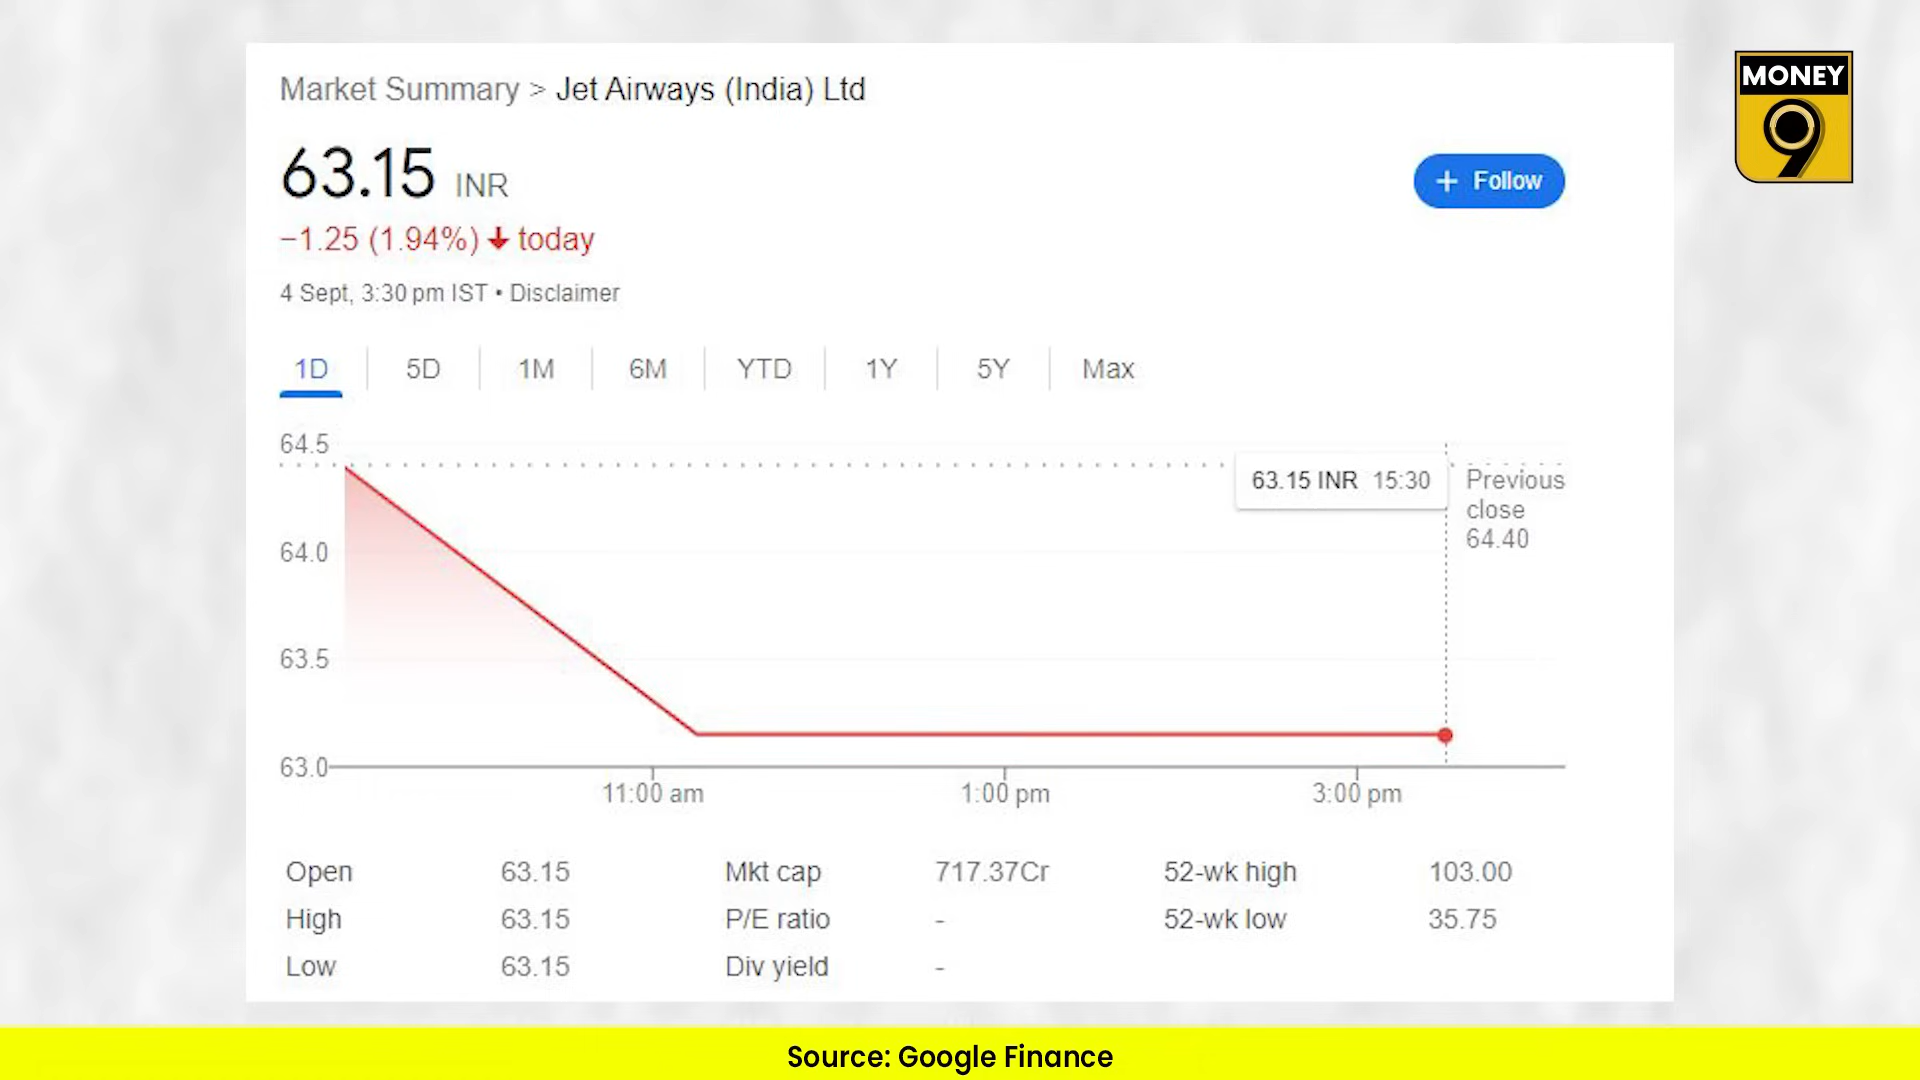 MONEY
9
Market Summary > Jet Airways (India) Ltd
63.15 INR
+ Follow
−1.25 (1.94%) ↓ today
4 Sept, 3:30 pm IST • Disclaimer
1D 5D 1M 6M YTD 1Y 5Y Max
64.5
63.15 INR 15:30
Previous
close
64.40
64.0
63.5
63.0
11:00 am 1:00 pm 3:00 pm
Open 63.15 Mkt cap 717.37Cr 52-wk high 103.00
High 63.15 P/E ratio - 52-wk low 35.75
Low 63.15 Div yield -
Source: Google Finance